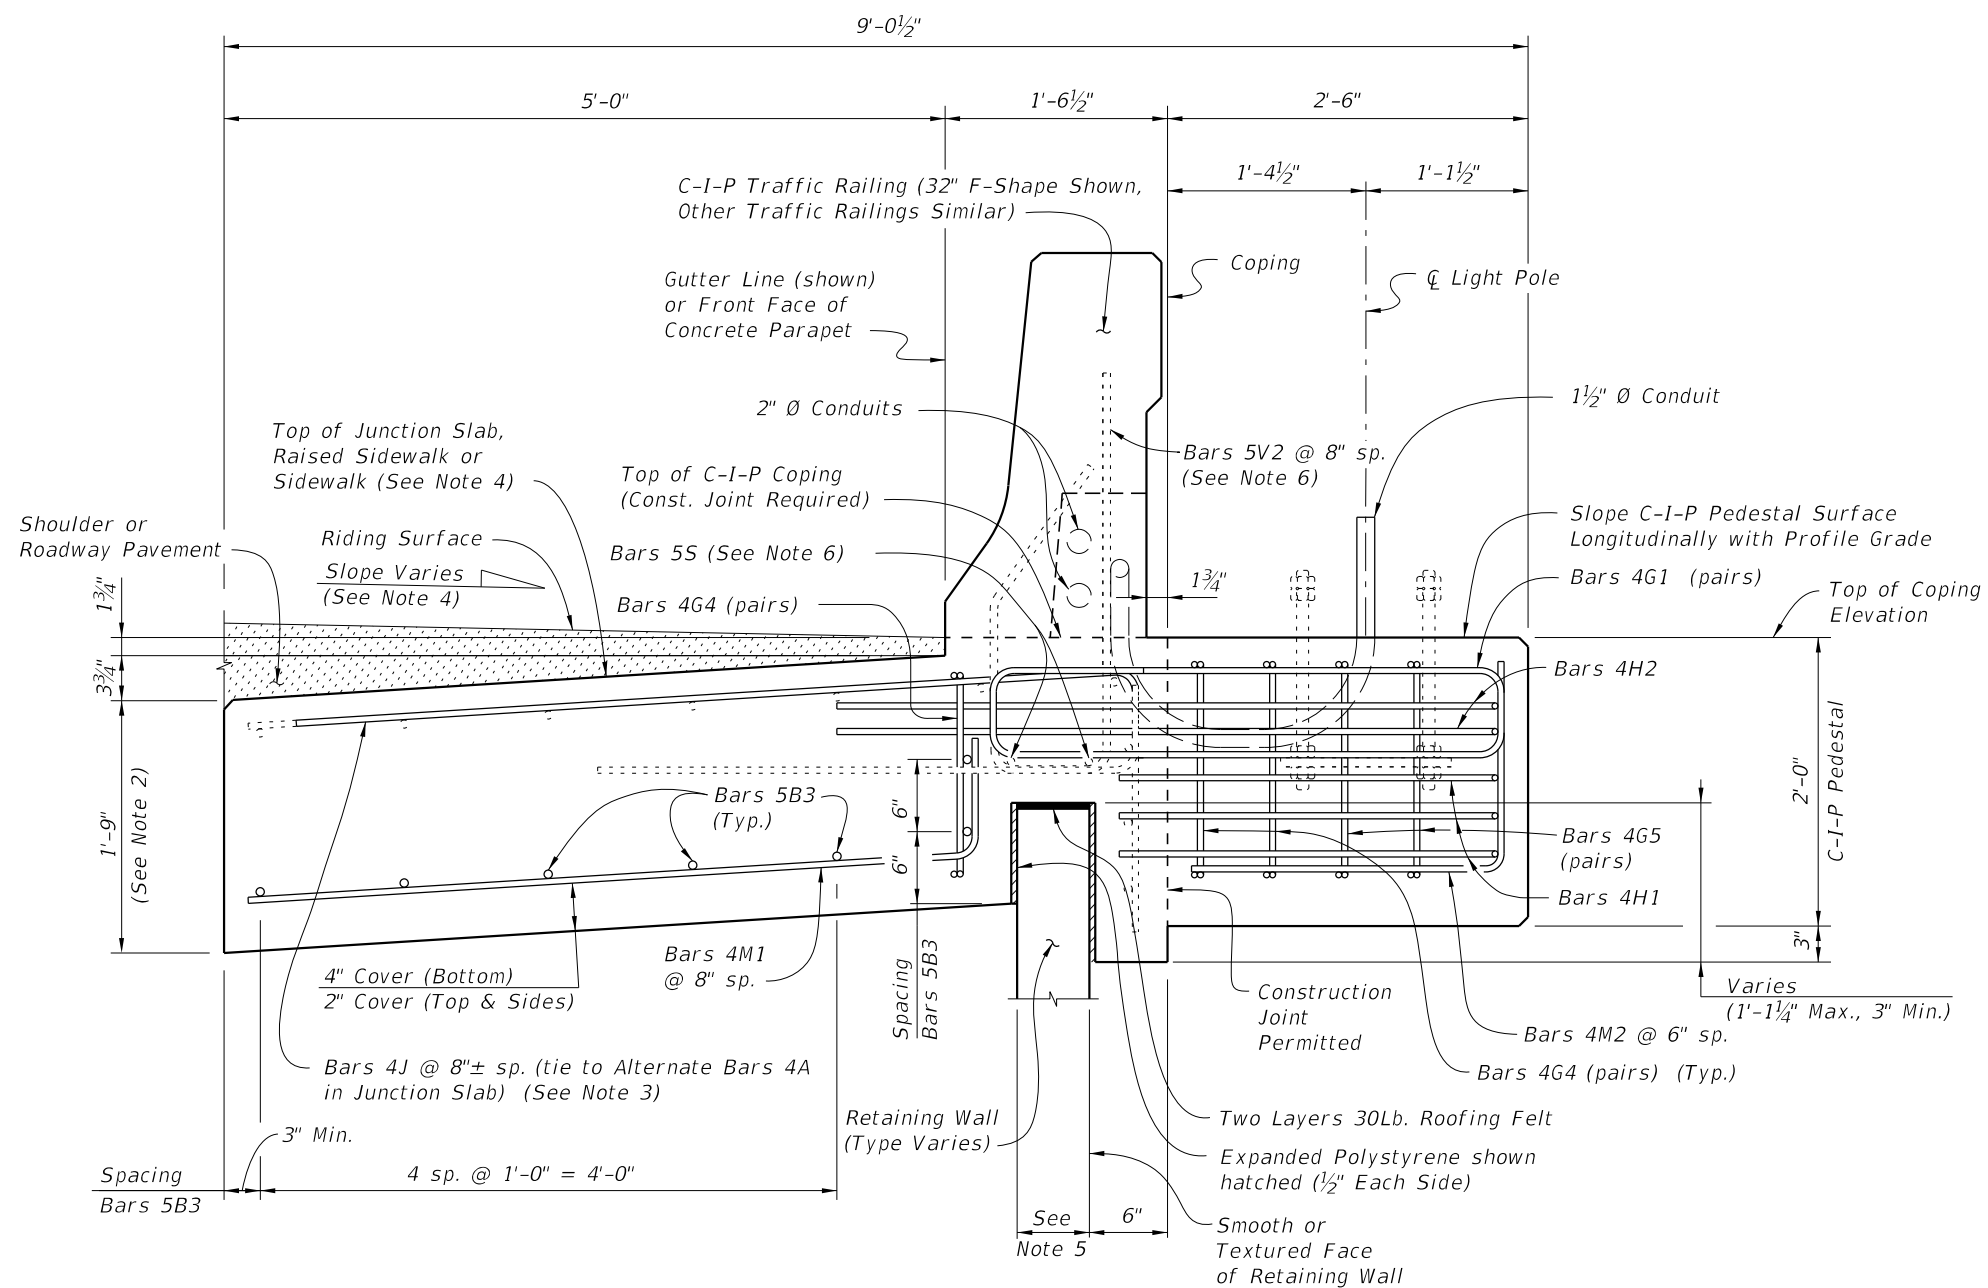 9'-0½"
5'-0"
1'-6½"
2'-6"
1'-4½"
1'-1½"
C-I-P Traffic Railing (32" F-Shape Shown,
Other Traffic Railings Similar)
Coping
℄ Light Pole
Gutter Line (shown)
or Front Face of
Concrete Parapet
2" Ø Conduits
1½" Ø Conduit
Top of Junction Slab,
Raised Sidewalk or
Sidewalk (See Note 4)
Top of C-I-P Coping
(Const. Joint Required)
Bars 5V2 @ 8" sp.
(See Note 6)
Shoulder or
Roadway Pavement
Riding Surface
Slope Varies
(See Note 4)
Bars 5S (See Note 6)
Bars 4G4 (pairs)
1¾"
Slope C-I-P Pedestal Surface
Longitudinally with Profile Grade
Bars 4G1 (pairs)
Top of Coping
Elevation
1¾"
3¾"
Bars 4H2
1'-9"
(See Note 2)
Bars 5B3
(Typ.)
6"
6"
2'-0"
C-I-P Pedestal
Bars 4G5
(pairs)
Bars 4H1
3"
4" Cover (Bottom)
2" Cover (Top & Sides)
Bars 4M1
@ 8" sp.
Spacing
Bars 5B3
Construction
Joint
Permitted
Varies
(1'-1¼" Max., 3" Min.)
Bars 4M2 @ 6" sp.
Bars 4G4 (pairs) (Typ.)
Bars 4J @ 8"± sp. (tie to Alternate Bars 4A
in Junction Slab) (See Note 3)
Retaining Wall
(Type Varies)
Two Layers 30Lb. Roofing Felt
3" Min.
Expanded Polystyrene shown
hatched (½" Each Side)
Spacing
Bars 5B3
4 sp. @ 1'-0" = 4'-0"
See
Note 5
6"
Smooth or
Textured Face
of Retaining Wall